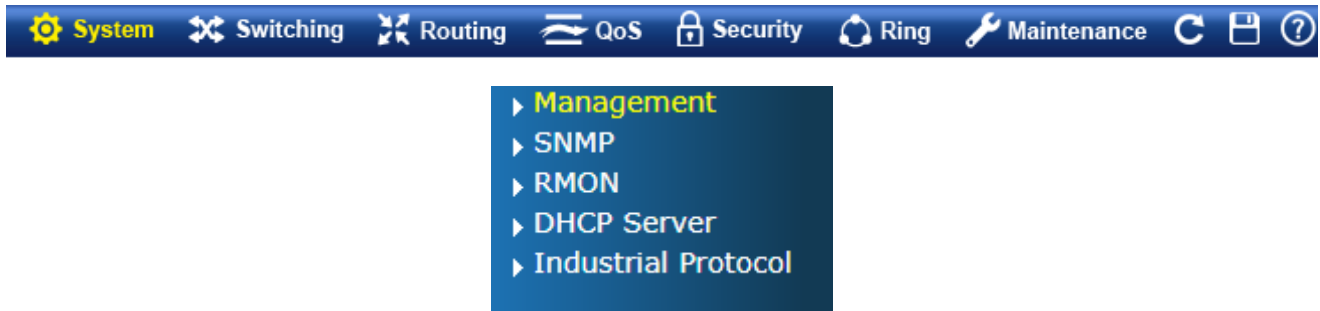 System Switching Routing QoS Security Ring Maintenance
Management
SNMP
RMON
DHCP Server
Industrial Protocol